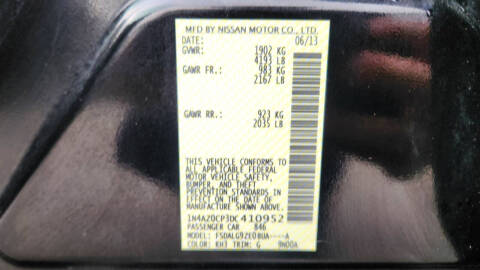 MFD BY NISSAN MOTOR CO., LTD.
DATE: 06/13
GVWR: 1902 KG
4193 LB
GAWR FR.: 983 KG
2167 LB
GAWR RR.: 923 KG
2035 LB
THIS VEHICLE CONFORMS TO
ALL APPLICABLE FEDERAL
MOTOR VEHICLE SAFETY,
BUMPER, AND THEFT
PREVENTION STANDARDS IN
EFFECT ON THE DATE OF
MANUFACTURE SHOWN ABOVE.
1N4AZ0CP3DC410952
PASSENGER CAR 846
MODEL: FSDALG9ZE0BUA----A
COLOR: KH3 TRIM: G 9N00A